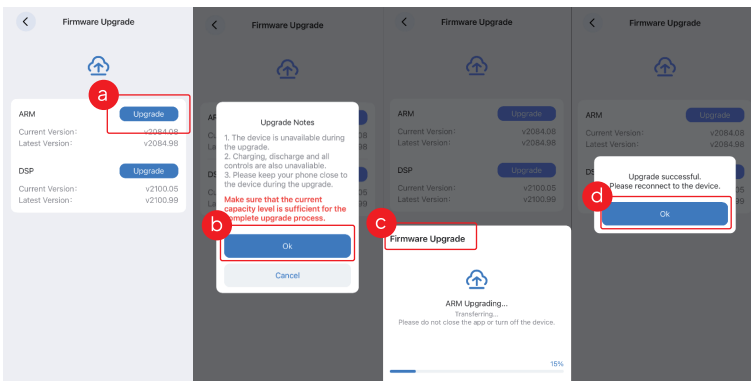 Firmware Upgrade
a
ARM
Upgrade
Current Version:
v2084.08
Latest Version:
v2084.98
DSP
Upgrade
Current Version:
v2100.05
Latest Version:
v2100.99
Firmware Upgrade
Upgrade Notes
1. The device is unavailable during
the upgrade.
2. Charging, discharge and all
controls are also unavaliable.
3. Please keep your phone close to
the device during the upgrade.
Make sure that the current
capacity level is sufficient for the
complete upgrade process.
b
Ok
Cancel
Firmware Upgrade
ARM
Upgrade
Current Version:
v2084.08
Latest Version:
v2084.98
DSP
Upgrade
Current Version:
v2100.05
Latest Version:
v2100.99
c
Firmware Upgrade
ARM Upgrading...
Transferring...
Please do not close the app or turn off the device.
15%
Firmware Upgrade
ARM
Upgrade
Current Version:
v2084.08
Latest Version:
v2084.98
Upgrade successful.
Please reconnect to the device.
d
Ok